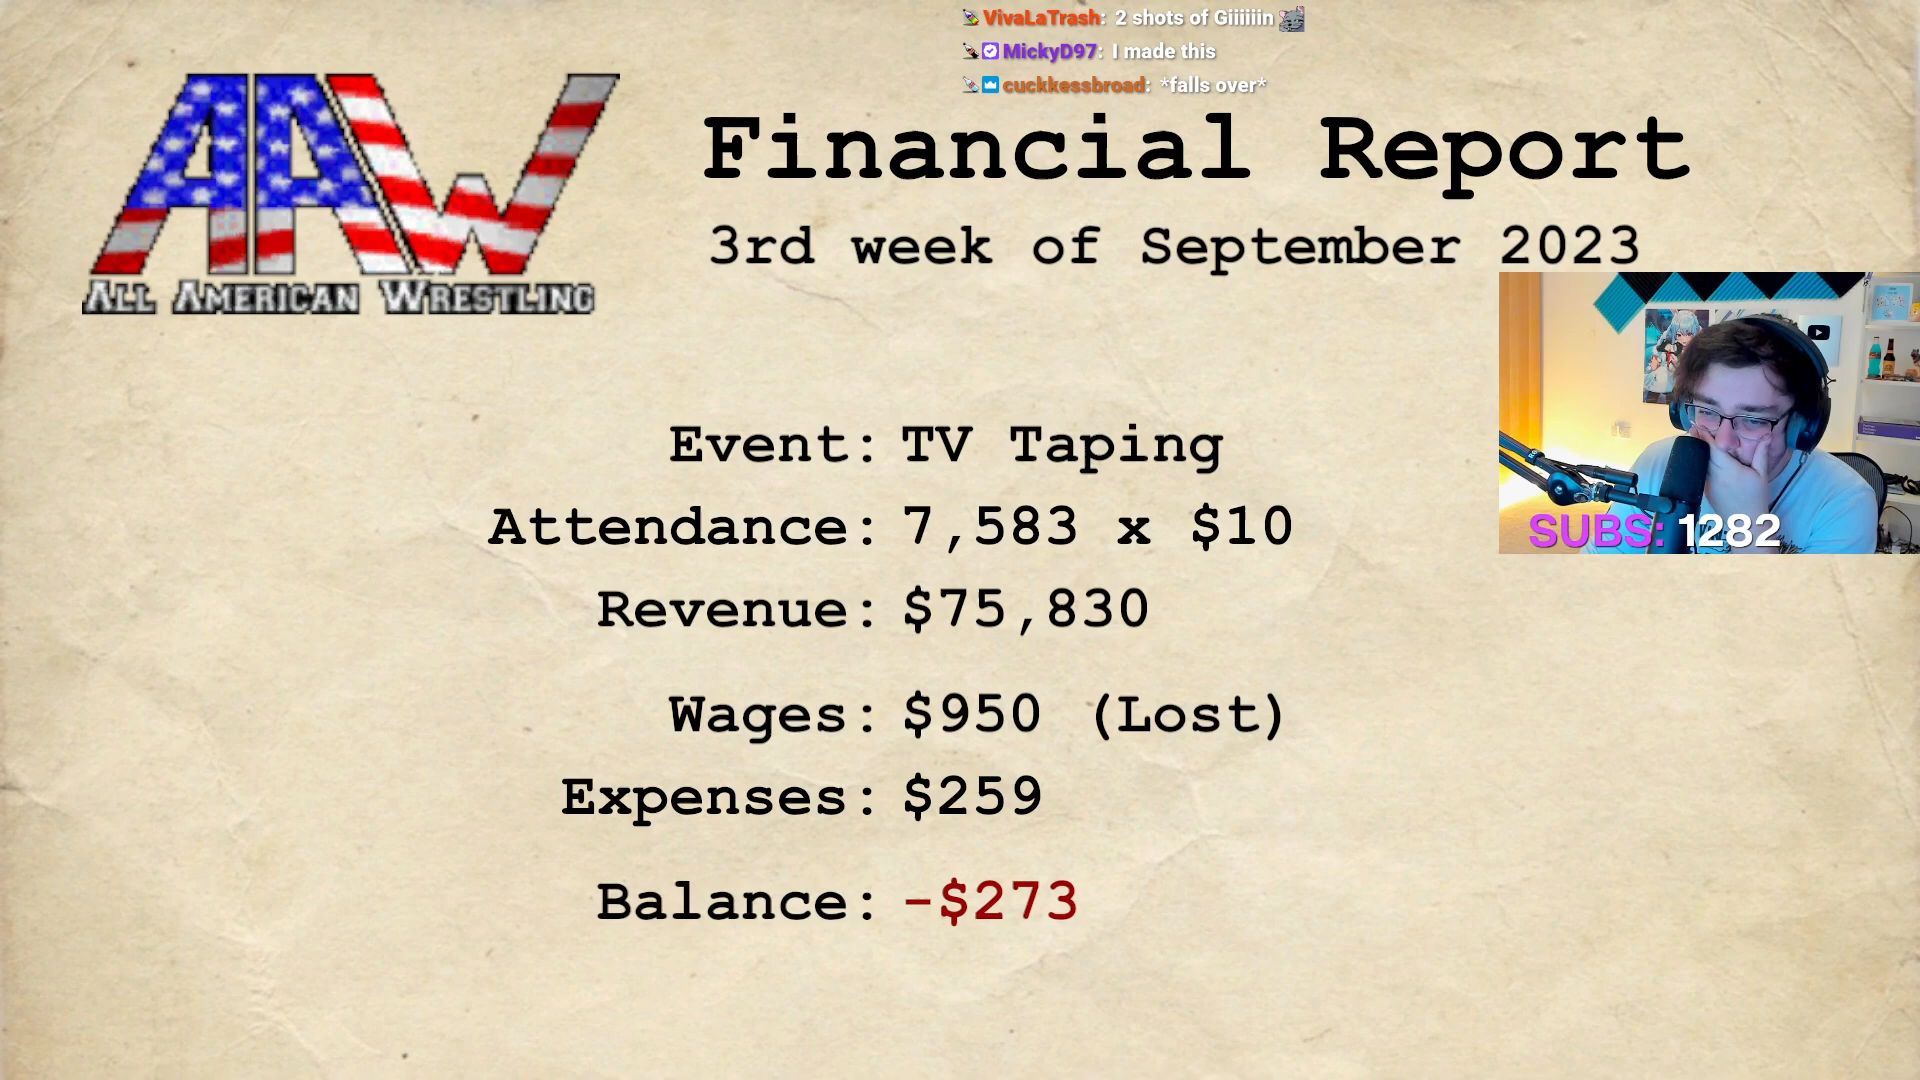 VivaLaTrash: 2 shots of Giiiiiin
MickyD97: I made this
cuckkessbroad: *falls over*
AAW
ALL AMERICAN WRESTLING
Financial Report
3rd week of September 2023
Event: TV Taping
Attendance: 7,583 x $10
Revenue: $75,830
Wages: $950 (Lost)
Expenses: $259
Balance: -$273
SUBS: 1282